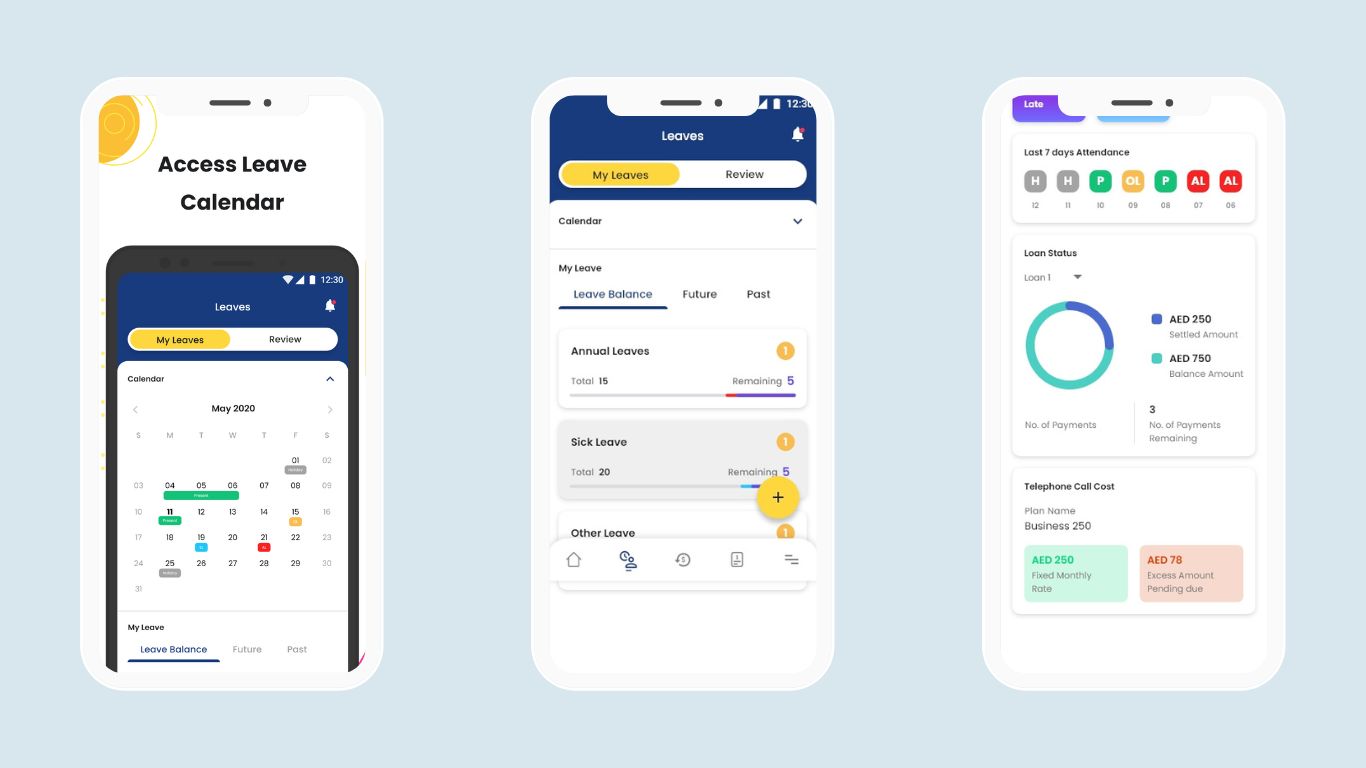 Access Leave
Calendar
12:30
Leaves
My Leaves Review
Calendar
May 2020
S M T W T F S
01 02
Holiday
03 04 05 06 07 08 09
Present
10 11 12 13 14 15 16
Present
17 18 19 20 21 22 23
AL
24 25 26 27 28 29 30
Holiday
31
My Leave
Leave Balance Future Past
12:30
Leaves
My Leaves Review
Calendar
My Leave
Leave Balance Future Past
Annual Leaves 1
Total 15 Remaining 5
Sick Leave 1
Total 20 Remaining 5
+
Other Leave 1
Late
Last 7 days Attendance
H H P OL P AL AL
12 11 10 09 08 07 06
Loan Status
Loan 1
AED 250
Settled Amount
AED 750
Balance Amount
No. of Payments
3
No. of Payments
Remaining
Telephone Call Cost
Plan Name
Business 250
AED 250
Fixed Monthly
Rate
AED 78
Excess Amount
Pending due